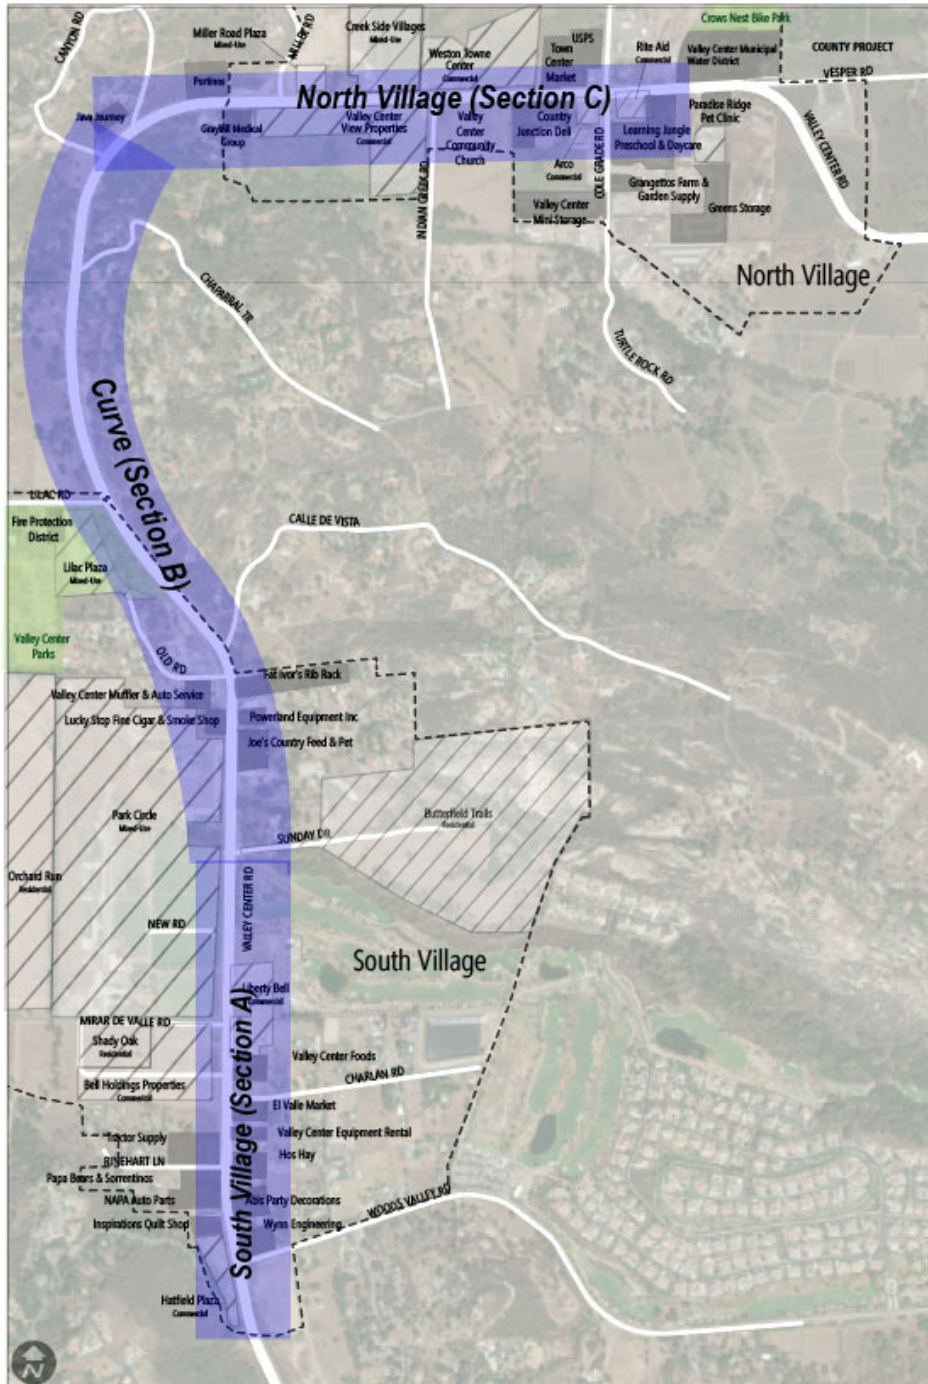 CANYON RD
Miller Road Plaza
Mixed-Use
MILLER RD
Creek Side Villages
Mixed-Use
Weston Towne
Center
Commercial
USPS
Town
Center
Market
Rite Aid
Commercial
Crows Nest Bike Park
Valley Center Municipal
Water District
COUNTY PROJECT
VESPER RD
Portinos
North Village (Section C)
Java Journey
Graybill Medical
Group
Valley Center
View Properties
Commercial
Valley
Center
Community
Church
Country
Junction Deli
Arco
Commercial
COLE GRADE RD
Learning Jungle
Preschool & Daycare
Paradise Ridge
Pet Clinic
VALLEY CENTER RD
INDIAN CREEK RD
Valley Center
Mini-Storage
Grangettos Farm &
Garden Supply
Greens Storage
North Village
CHAPARRAL TR
TURTLE ROCK RD
Curve (Section B)
LILAC RD
Fire Protection
District
Lilac Plaza
Mixed-Use
CALLE DE VISTA
Valley Center
Parks
OLD RD
Fat Ivor's Rib Rack
Valley Center Muffler & Auto Service
Lucky Stop Fine Cigar & Smoke Shop
Powerland Equipment Inc
Joe's Country Feed & Pet
Park Circle
Mixed-Use
Butterfield Trails
Residential
SUNDAY DR
Orchard Run
Residential
VALLEY CENTER RD
NEW RD
South Village
Liberty Bell
Commercial
MIRAR DE VALLE RD
Shady Oak
Residential
South Village (Section A)
Valley Center Foods
CHARLAN RD
Bell Holdings Properties
Commercial
El Valle Market
Tractor Supply
Valley Center Equipment Rental
RINEHART LN
Hos Hay
Papa Bears & Sorrentinos
NAPA Auto Parts
Abis Party Decorations
WOODS VALLEY RD
Inspirations Quilt Shop
Wynn Engineering
Hatfield Plaza
Commercial
N